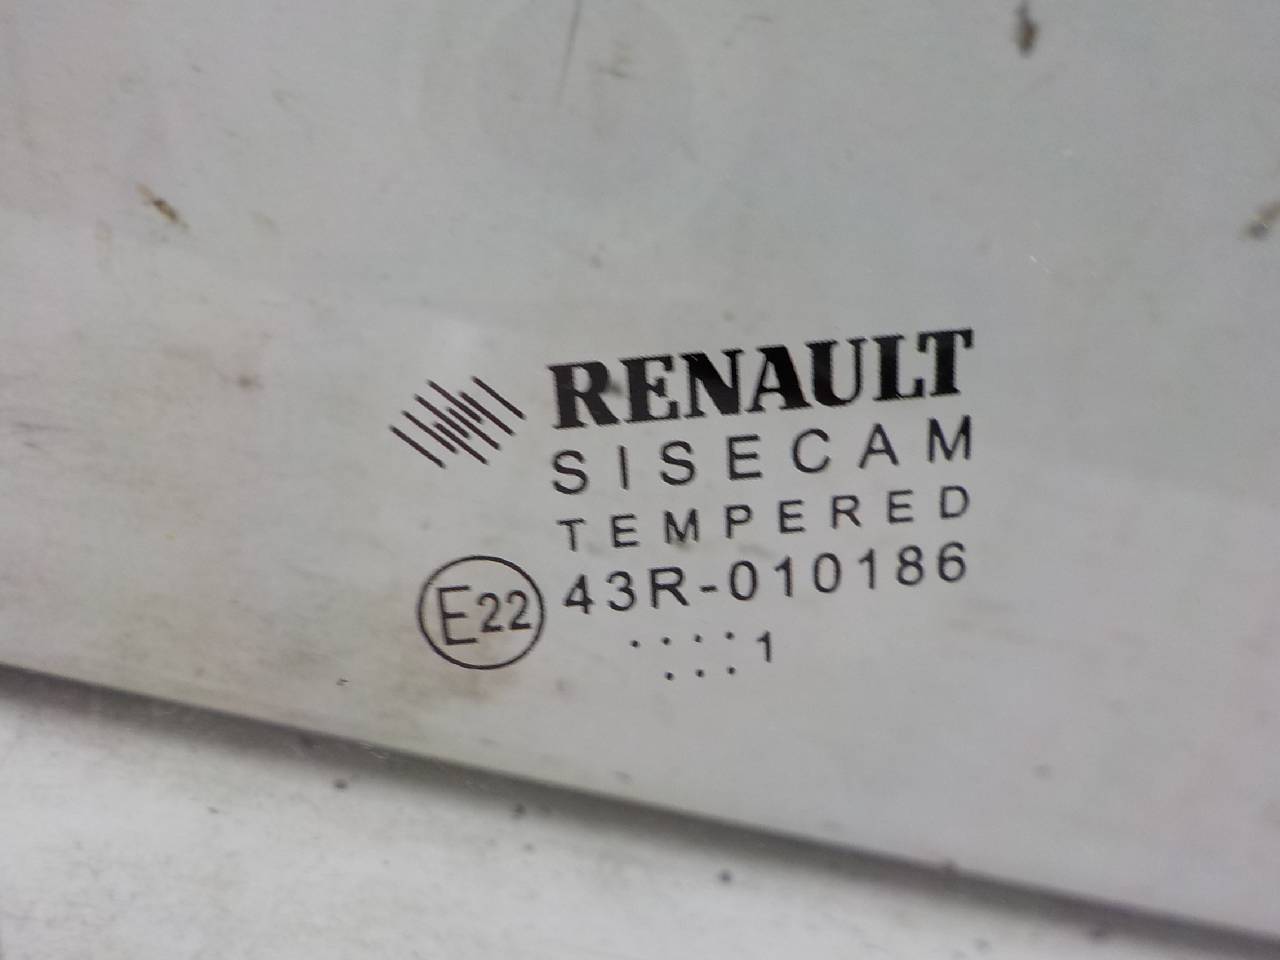 RENAULT
SISECAM
TEMPERED
E22 43R-010186
. . . : 1
. . .